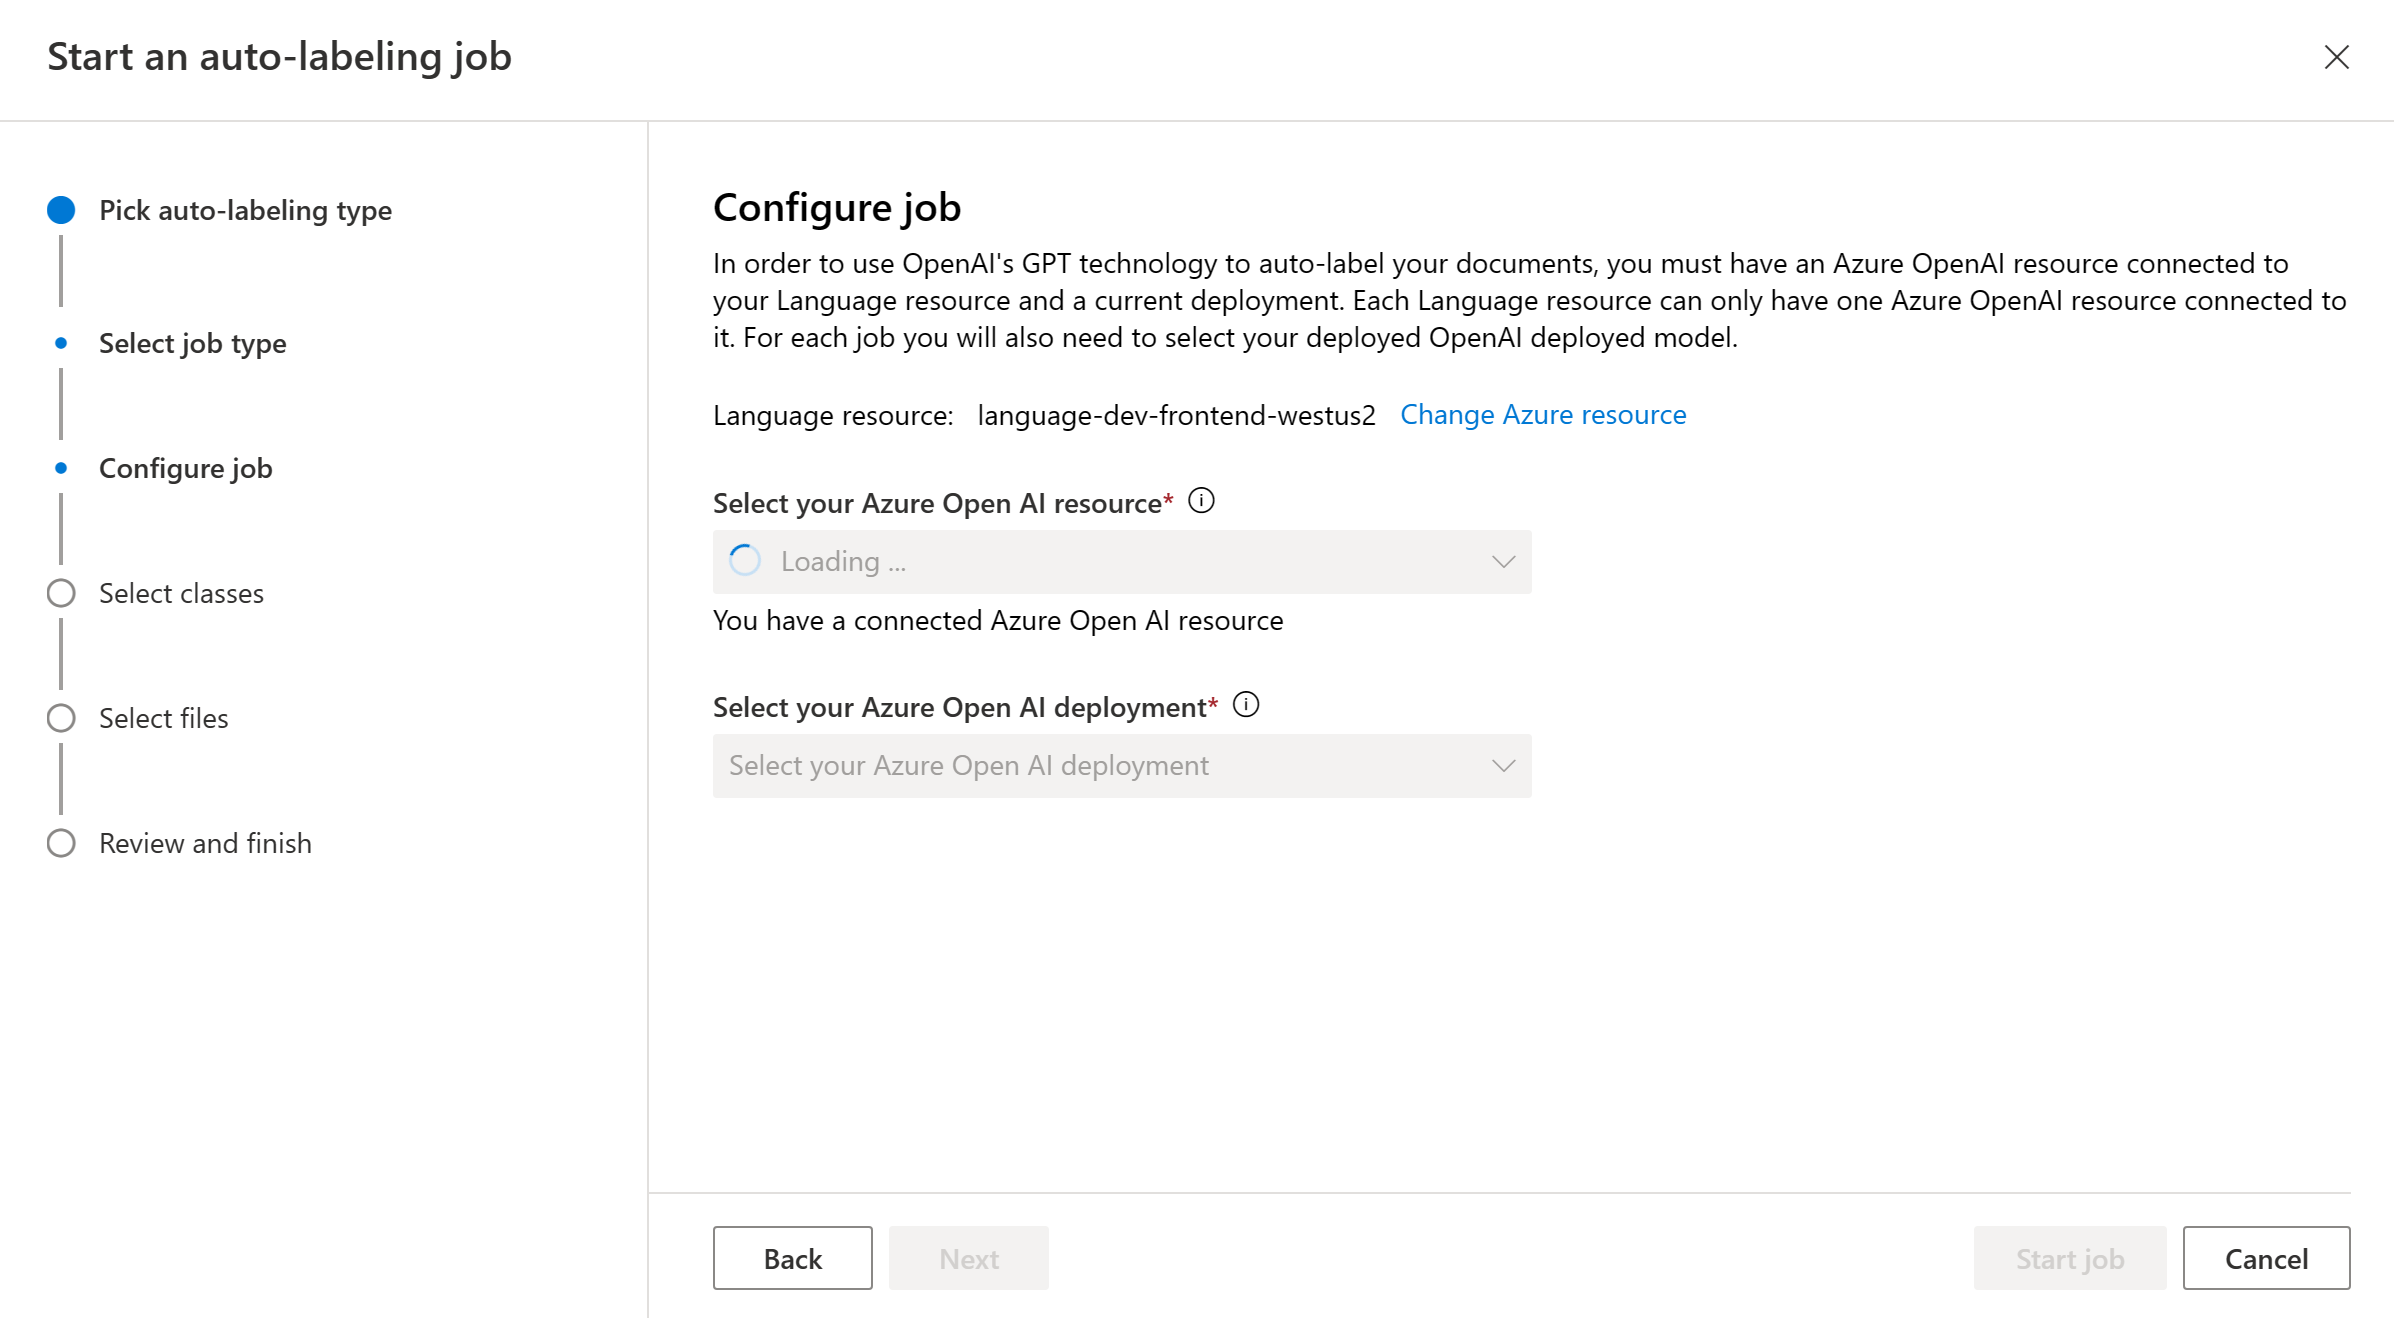 Start an auto-labeling job
Pick auto-labeling type
Select job type
Configure job
Select classes
Select files
Review and finish
Configure job
In order to use OpenAI's GPT technology to auto-label your documents, you must have an Azure OpenAI resource connected to
your Language resource and a current deployment. Each Language resource can only have one Azure OpenAI resource connected to
it. For each job you will also need to select your deployed OpenAI deployed model.
Language resource: language-dev-frontend-westus2 Change Azure resource
Select your Azure Open AI resource*
Loading ...
You have a connected Azure Open AI resource
Select your Azure Open AI deployment*
Select your Azure Open AI deployment
Back Next Start job Cancel